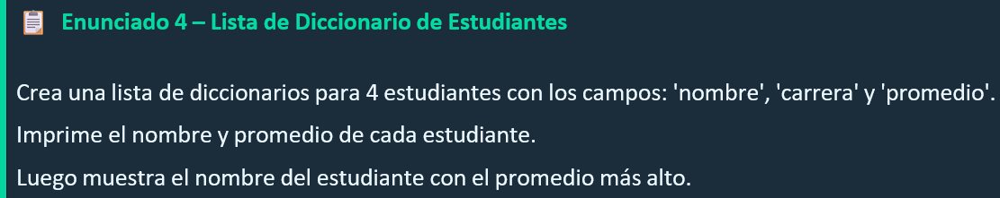 Enunciado 4 – Lista de Diccionario de Estudiantes
Crea una lista de diccionarios para 4 estudiantes con los campos: 'nombre', 'carrera' y 'promedio'.
Imprime el nombre y promedio de cada estudiante.
Luego muestra el nombre del estudiante con el promedio más alto.